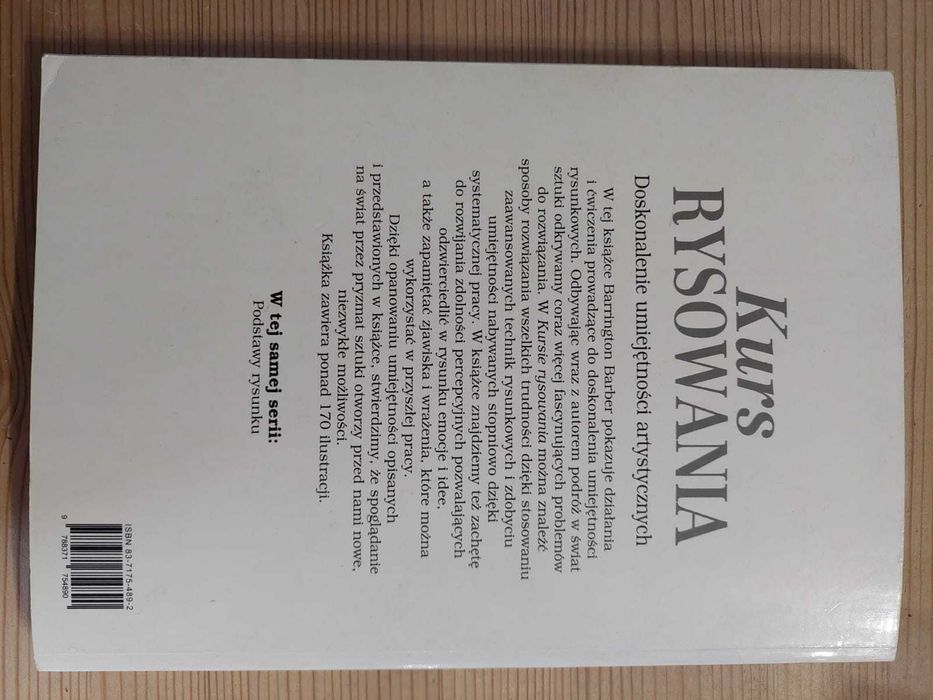 Kurs
RYSOWANIA
Doskonalenie umiejętności artystycznych
W tej książce Barrington Barber pokazuje działania
i ćwiczenia prowadzące do doskonalenia umiejętności
rysunkowych. Odbywając wraz z autorem podróż w świat
sztuki odkrywamy coraz więcej fascynujących problemów
do rozwiązania. W Kursie rysowania można znaleźć
sposoby rozwiązania wszelkich trudności dzięki stosowaniu
zaawansowanych technik rysunkowych i zdobyciu
umiejętności nabywanych stopniowo dzięki
systematycznej pracy. W książce znajdziemy też zachętę
do rozwijania zdolności percepcyjnych pozwalających
odzwierciedlić w rysunku emocje i idee,
a także zapamiętać zjawiska i wrażenia, które można
wykorzystać w przyszłej pracy.
Dzięki opanowaniu umiejętności opisanych
i przedstawionych w książce, stwierdzimy, że spoglądanie
na świat przez pryzmat sztuki otworzy przed nami nowe,
niezwykłe możliwości.
Książka zawiera ponad 170 ilustracji.
W tej samej serii:
Podstawy rysunku
ISBN 83-7175-489-2
9 788371 754890